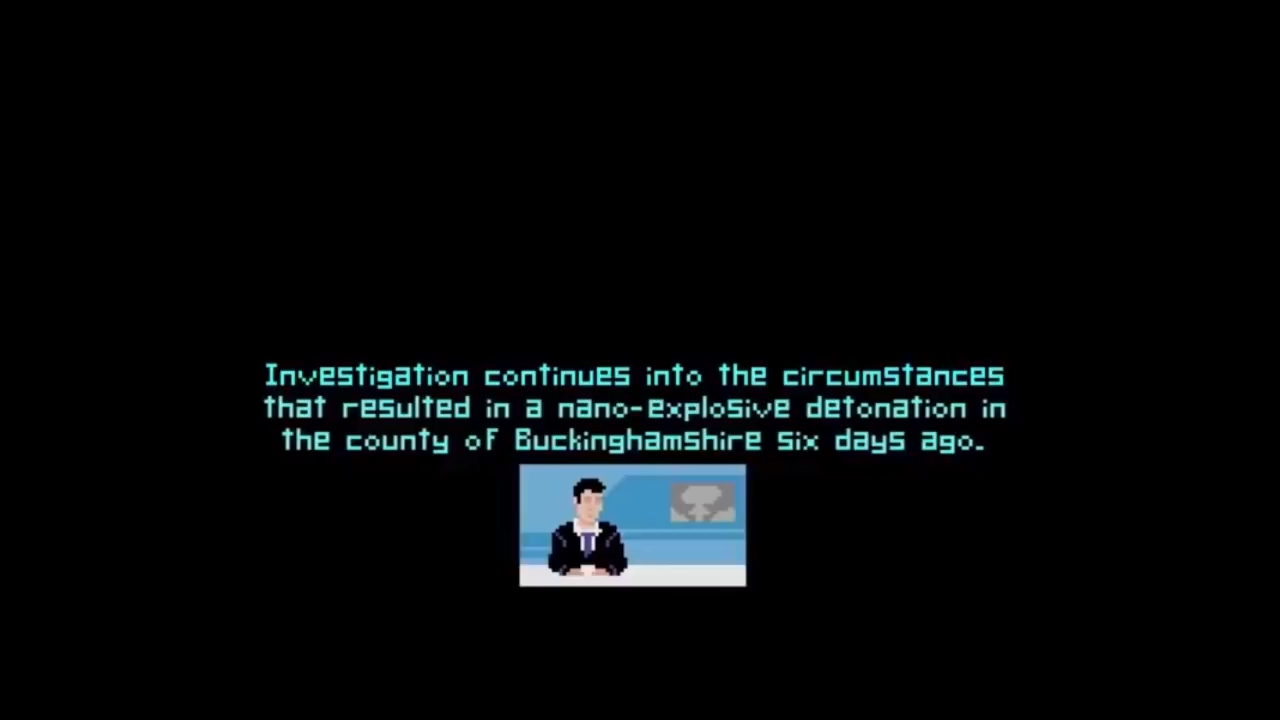 Investigation continues into the circumstances
that resulted in a nano-explosive detonation in
the county of Buckinghamshire six days ago.